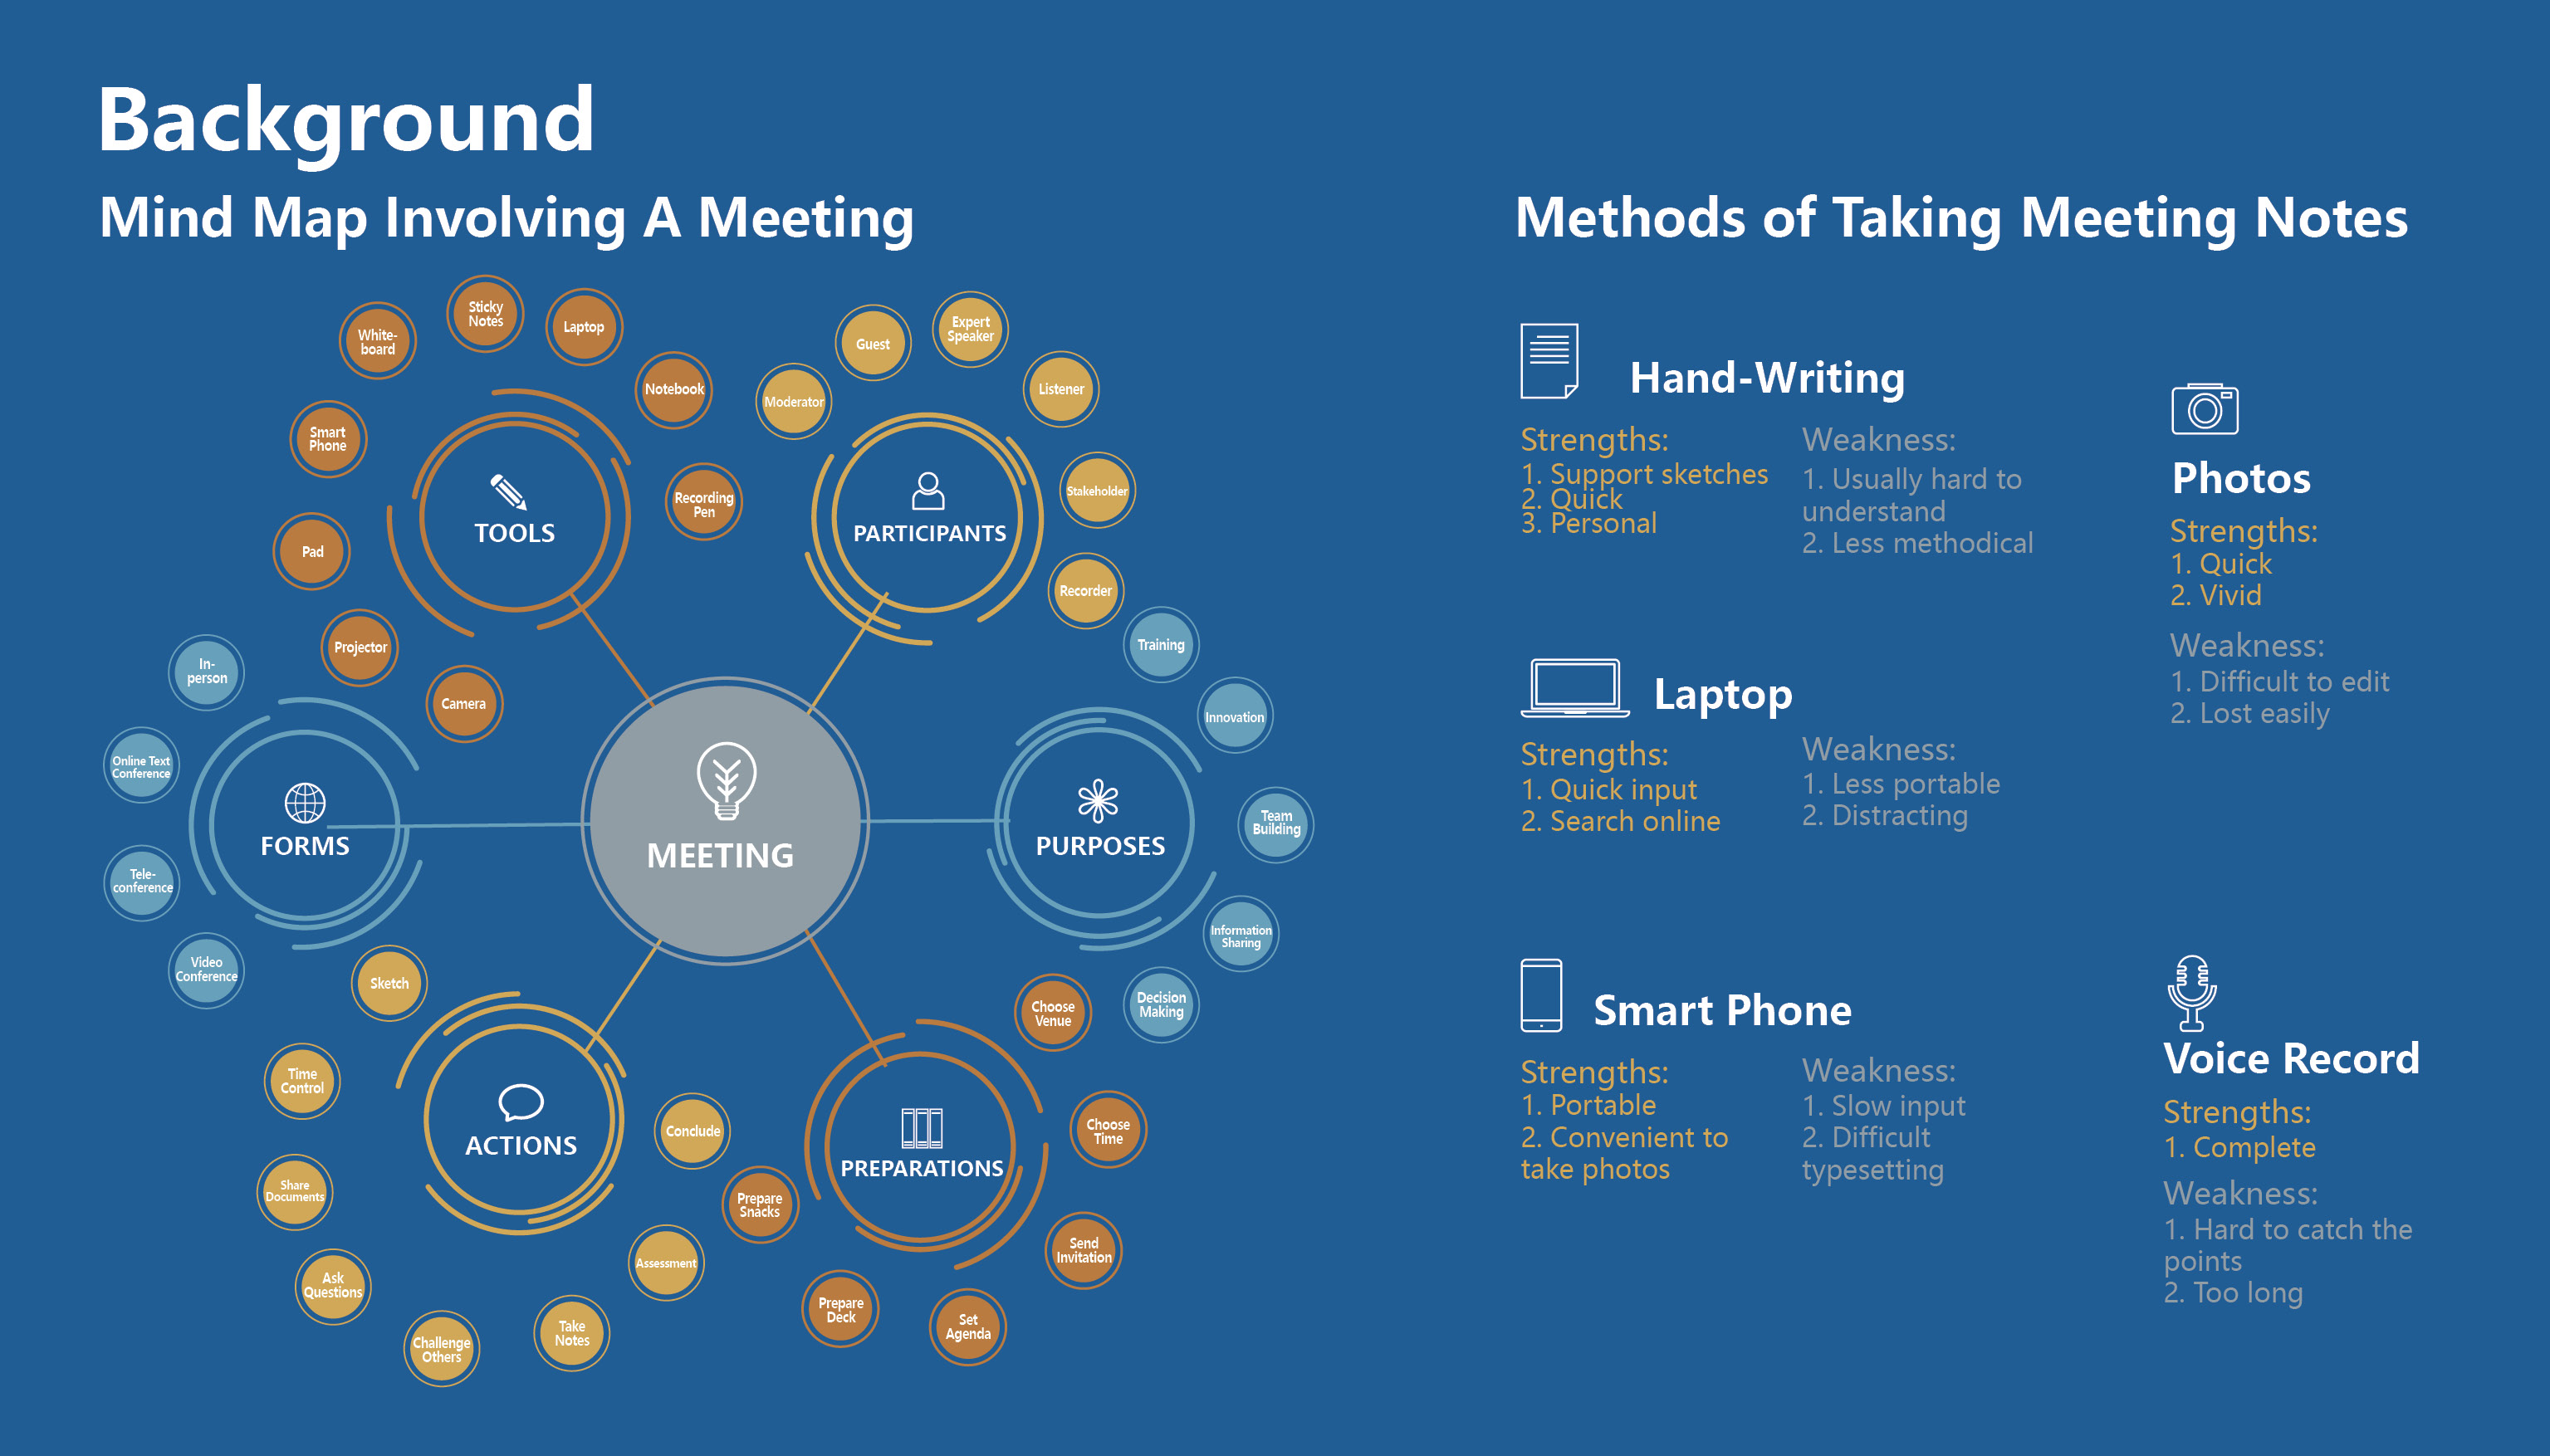 Background
Mind Map Involving A Meeting
White-
board
Sticky
Notes
Laptop
Notebook
Recording
Pen
Smart
Phone
Pad
Projector
Camera
TOOLS
Moderator
Guest
Expert
Speaker
Listener
Stakeholder
Recorder
PARTICIPANTS
In-
person
Online Text
Conference
Tele-
conference
Video
Conference
FORMS
MEETING
Training
Innovation
Team
Building
Information
Sharing
Decision
Making
PURPOSES
Sketch
Time
Control
Share
Documents
Ask
Questions
Challenge
Others
Take
Notes
Assessment
Conclude
ACTIONS
Choose
Venue
Choose
Time
Send
Invitation
Set
Agenda
Prepare
Deck
Prepare
Snacks
PREPARATIONS
Methods of Taking Meeting Notes
Hand-Writing
Strengths:
1. Support sketches
2. Quick
3. Personal
Weakness:
1. Usually hard to
understand
2. Less methodical
Photos
Strengths:
1. Quick
2. Vivid
Weakness:
1. Difficult to edit
2. Lost easily
Laptop
Strengths:
1. Quick input
2. Search online
Weakness:
1. Less portable
2. Distracting
Smart Phone
Strengths:
1. Portable
2. Convenient to
take photos
Weakness:
1. Slow input
2. Difficult
typesetting
Voice Record
Strengths:
1. Complete
Weakness:
1. Hard to catch the
points
2. Too long